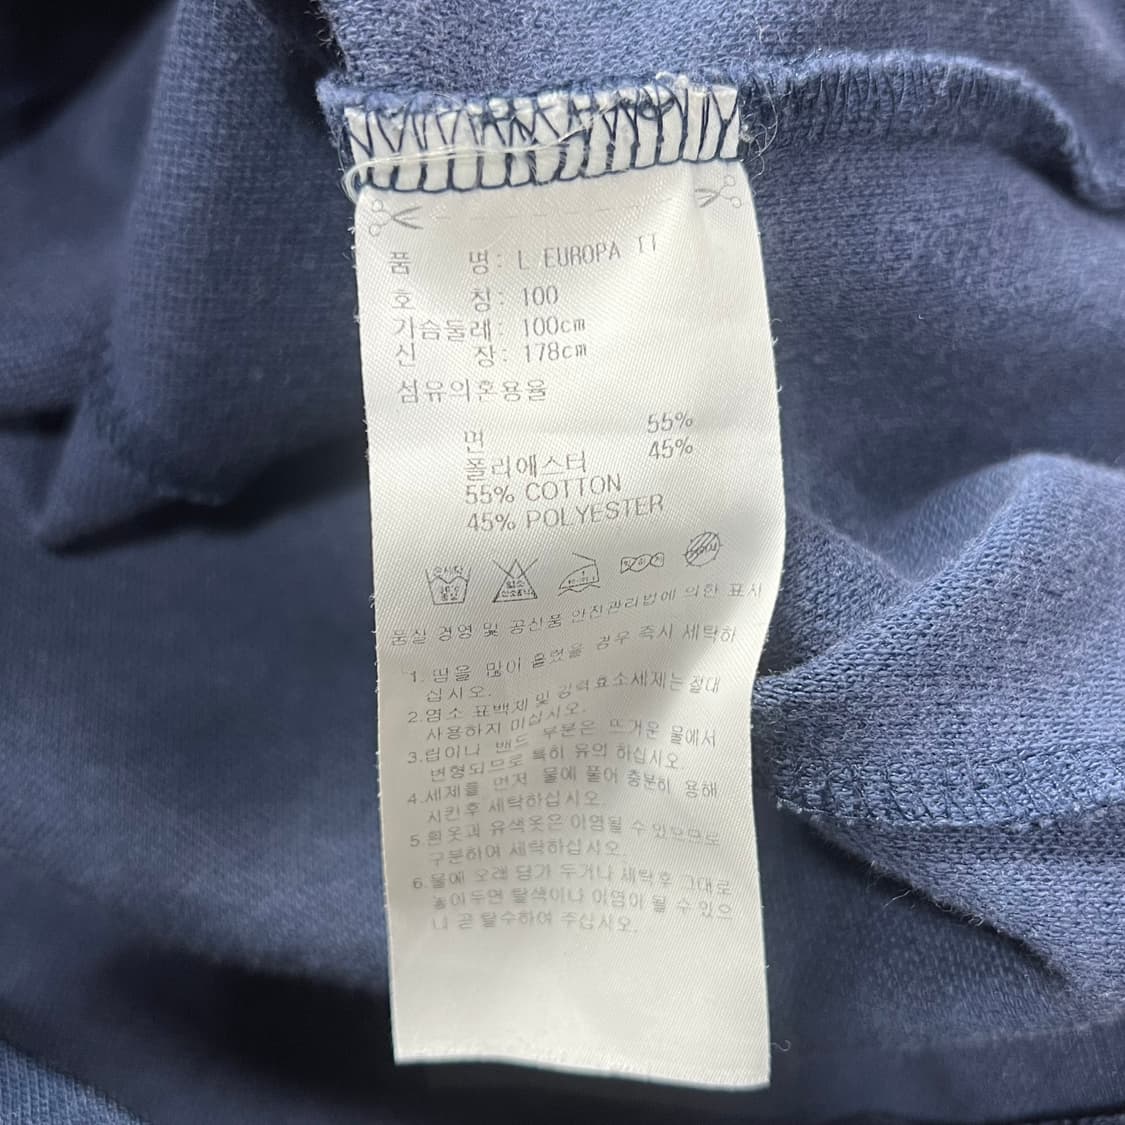 품 명: L EUROPA TT
호 칭: 100
가슴둘레: 100cm
신 장: 178cm
섬유의혼용율
면 55%
폴리에스터 45%
55% COTTON
45% POLYESTER
품질 경영 및 공산품 안전관리법에 의한 표시
1. 땀을 많이 흘렸을 경우 즉시 세탁하
십시오.
2.염소 표백제 및 강력효소세제는 절대
사용하지 마십시오.
3.립이나 밴드 부분은 뜨거운 물에서
변형되므로 특히 유의 하십시오.
4.세제를 먼저 물에 풀어 충분히 용해
시킨후 세탁하십시오.
5.흰옷과 유색옷은 이염될 수 있으므로
구분하여 세탁하십시오.
6.물에 오래 담가 두거나 세탁후 그대로
놓아두면 탈색이나 이염이 될 수 있으
니 곧 탈수하여 주십시오.